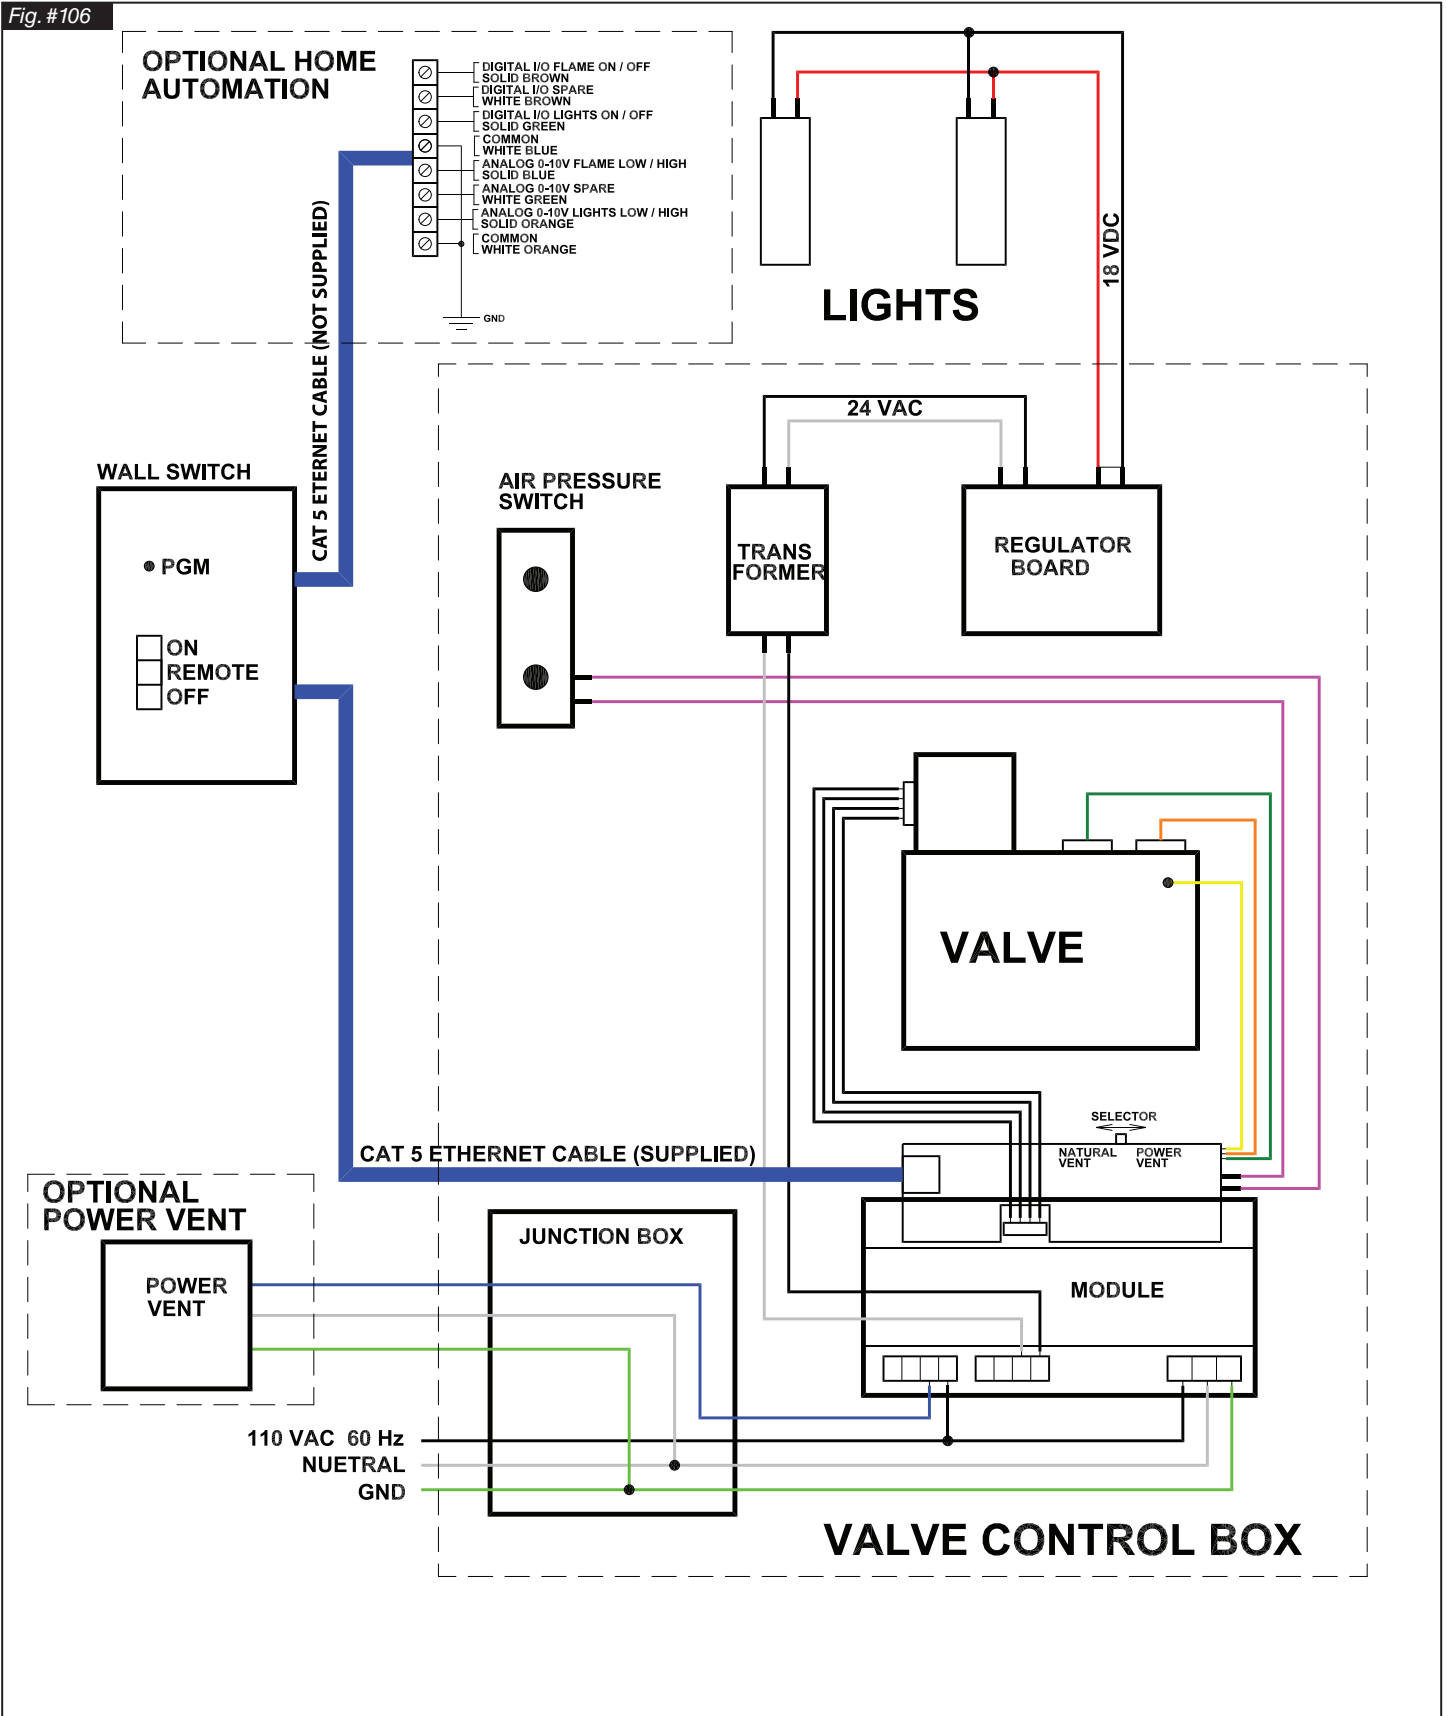 Fig. #106
OPTIONAL HOME
AUTOMATION
DIGITAL I/O FLAME ON / OFF
SOLID BROWN
DIGITAL I/O SPARE
WHITE BROWN
DIGITAL I/O LIGHTS ON / OFF
SOLID GREEN
COMMON
WHITE BLUE
ANALOG 0-10V FLAME LOW / HIGH
SOLID BLUE
ANALOG 0-10V SPARE
WHITE GREEN
ANALOG 0-10V LIGHTS LOW / HIGH
SOLID ORANGE
COMMON
WHITE ORANGE
GND
CAT 5 ETERNET CABLE (NOT SUPPLIED)
LIGHTS
18 VDC
24 VAC
WALL SWITCH
PGM
ON
REMOTE
OFF
AIR PRESSURE
SWITCH
TRANS
FORMER
REGULATOR
BOARD
VALVE
SELECTOR
NATURAL
VENT
POWER
VENT
CAT 5 ETHERNET CABLE (SUPPLIED)
OPTIONAL
POWER VENT
POWER
VENT
JUNCTION BOX
MODULE
110 VAC 60 Hz
NUETRAL
GND
VALVE CONTROL BOX